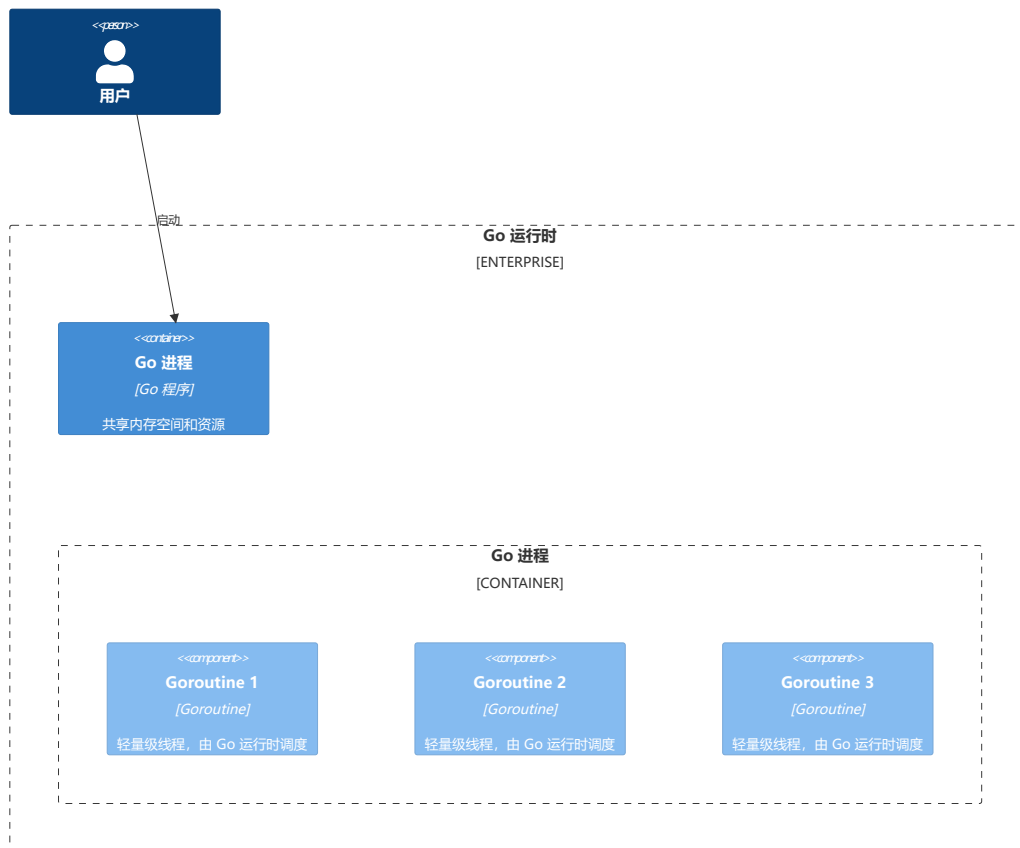 <<person>>
用户
启动
Go 运行时
[ENTERPRISE]
<<container>>
Go 进程
[Go 程序]
共享内存空间和资源
Go 进程
[CONTAINER]
<<component>>
Goroutine 1
[Goroutine]
轻量级线程，由 Go 运行时调度
<<component>>
Goroutine 2
[Goroutine]
轻量级线程，由 Go 运行时调度
<<component>>
Goroutine 3
[Goroutine]
轻量级线程，由 Go 运行时调度